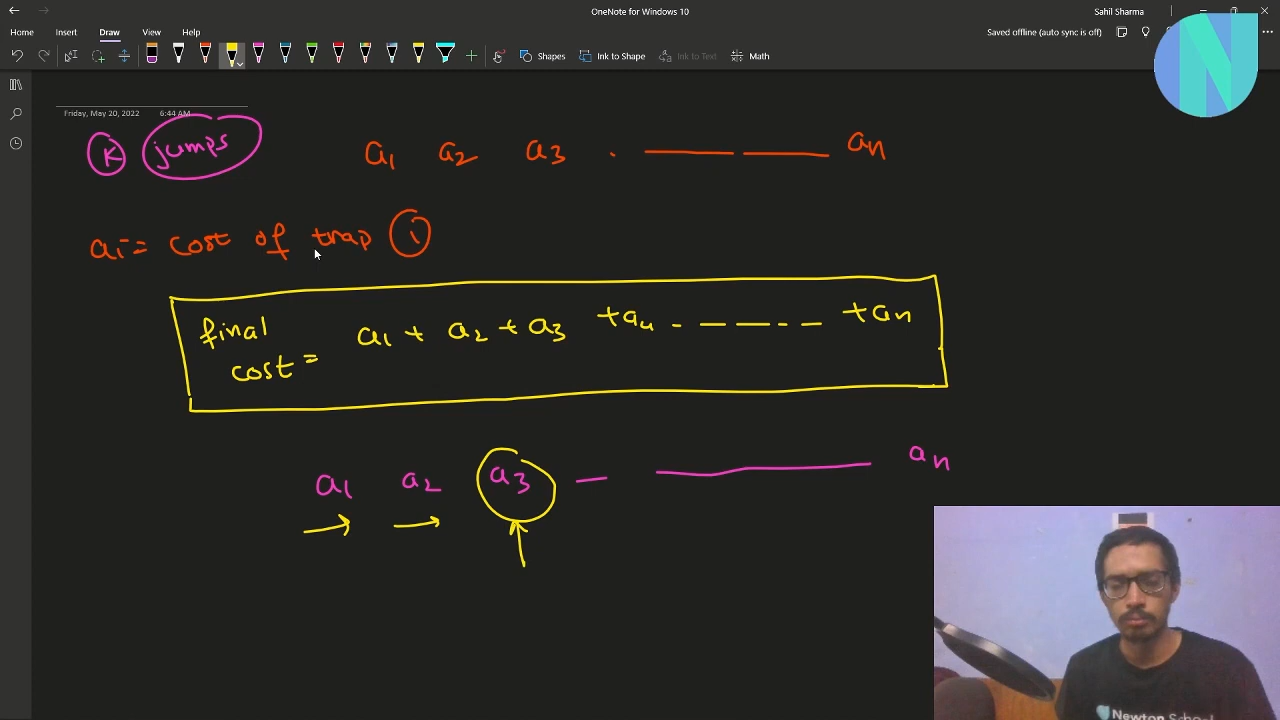 OneNote for Windows 10
Sahil Sharma
Home Insert Draw View Help
Saved offline (auto sync is off)
Shapes Ink to Shape Ink to Text Math
Friday, May 20, 2022 6:44 AM
K jumps a1 a2 a3 . — — an
ai = cost of trap i
final cost = a1 + a2 + a3 + a4 - — — - — + an
a1 a2 a3 — — an
Newton School